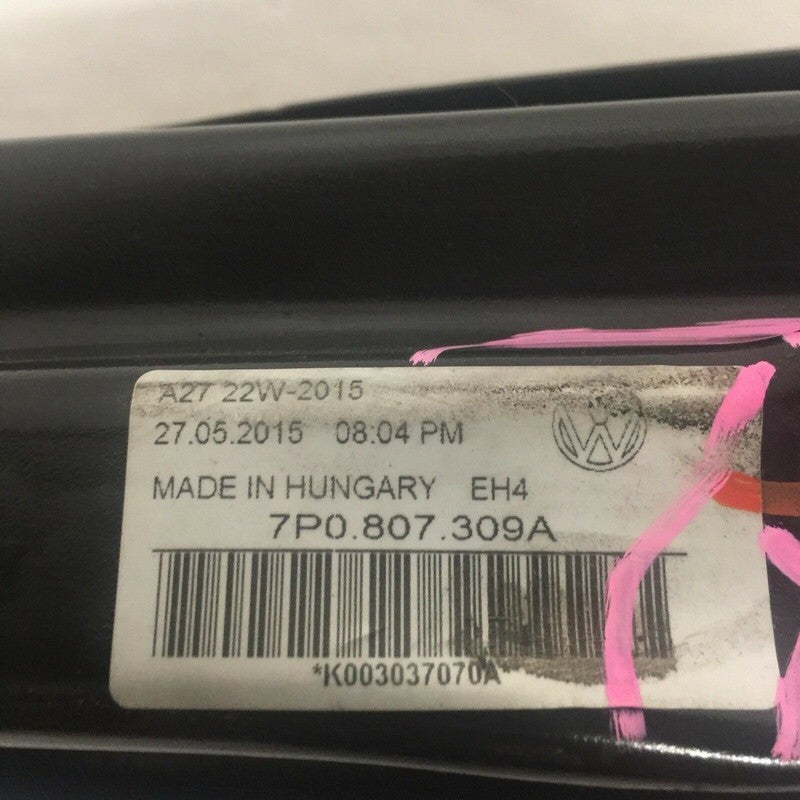 A27 22W-2015
27.05.2015 08:04 PM
MADE IN HUNGARY EH4
7P0.807.309A
*K003037070A